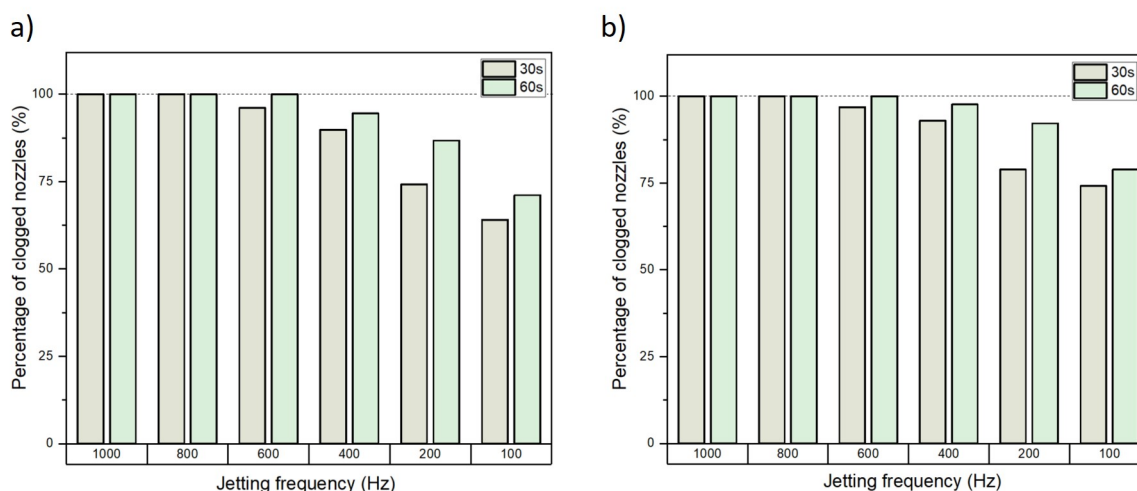 a)
30s
60s
100
75
50
25
0
Percentage of clogged nozzles (%)
1000 800 600 400 200 100
Jetting frequency (Hz)
b)
30s
60s
100
75
50
25
0
Percentage of clogged nozzles (%)
1000 800 600 400 200 100
Jetting frequency (Hz)